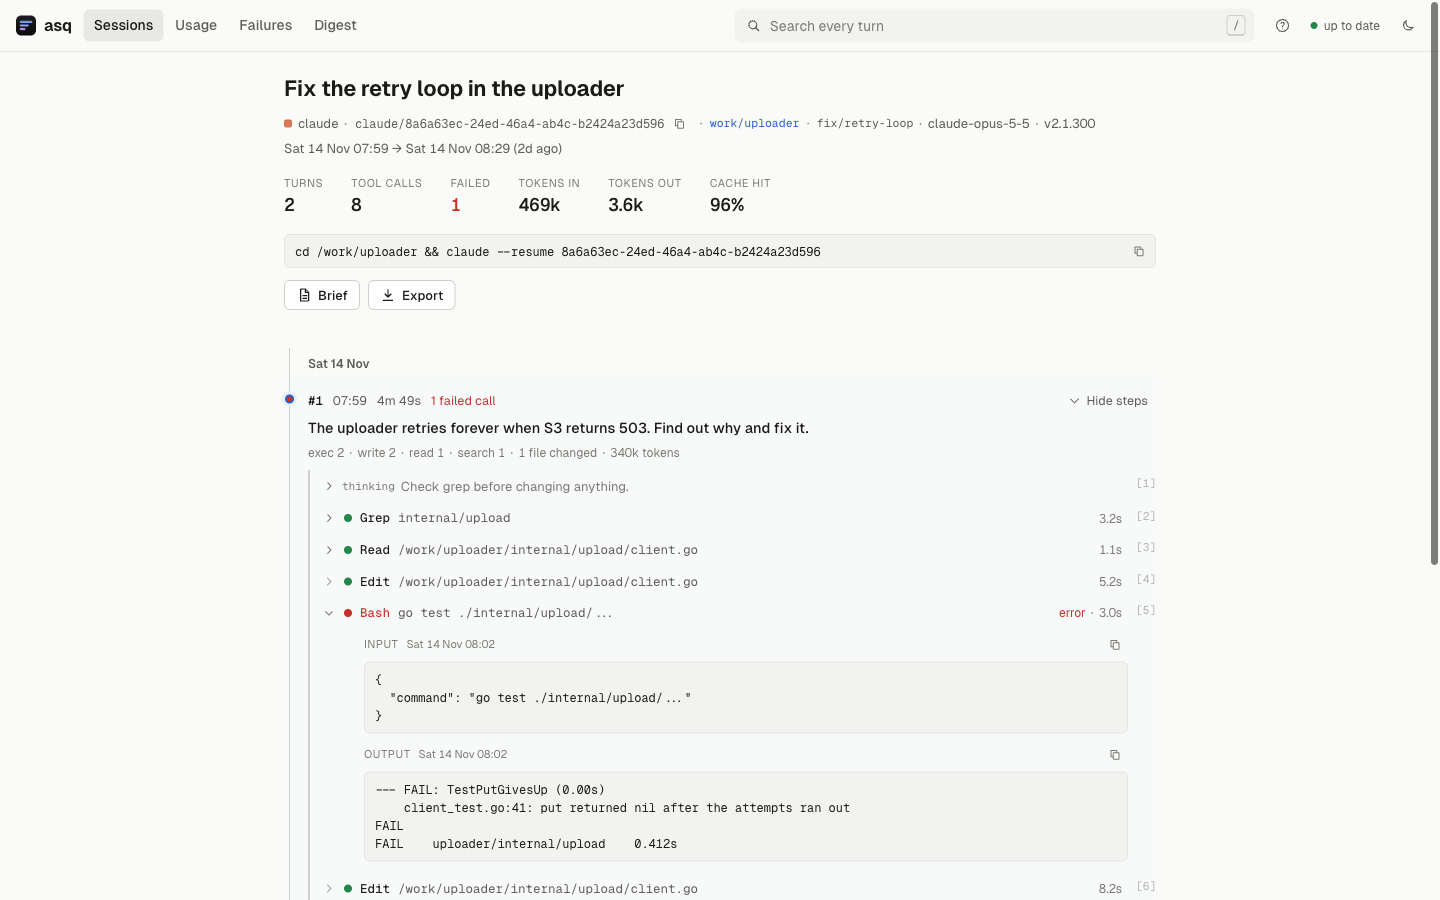 asq Sessions Usage Failures Digest Search every turn / up to date
Fix the retry loop in the uploader
claude · claude/8a6a63ec-24ed-46a4-ab4c-b2424a23d596 · work/uploader · fix/retry-loop · claude-opus-5-5 · v2.1.300
Sat 14 Nov 07:59 → Sat 14 Nov 08:29 (2d ago)
TURNS TOOL CALLS FAILED TOKENS IN TOKENS OUT CACHE HIT
2 8 1 469k 3.6k 96%
cd /work/uploader && claude --resume 8a6a63ec-24ed-46a4-ab4c-b2424a23d596
Brief Export
Sat 14 Nov
#1 07:59 4m 49s 1 failed call Hide steps
The uploader retries forever when S3 returns 503. Find out why and fix it.
exec 2 · write 2 · read 1 · search 1 · 1 file changed · 340k tokens
thinking Check grep before changing anything. [1]
Grep internal/upload 3.2s [2]
Read /work/uploader/internal/upload/client.go 1.1s [3]
Edit /work/uploader/internal/upload/client.go 5.2s [4]
Bash go test ./internal/upload/... error · 3.0s [5]
INPUT Sat 14 Nov 08:02
{
"command": "go test ./internal/upload/..."
}
OUTPUT Sat 14 Nov 08:02
--- FAIL: TestPutGivesUp (0.00s)
client_test.go:41: put returned nil after the attempts ran out
FAIL
FAIL uploader/internal/upload 0.412s
Edit /work/uploader/internal/upload/client.go 8.2s [6]